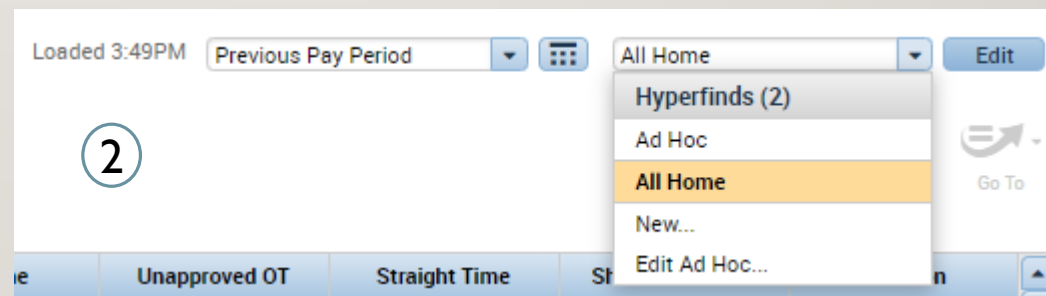 Loaded 3:49PM Previous Pay Period All Home Edit
Hyperfinds (2)
Ad Hoc
2
All Home
Go To
New...
Edit Ad Hoc...
Unapproved OT Straight Time